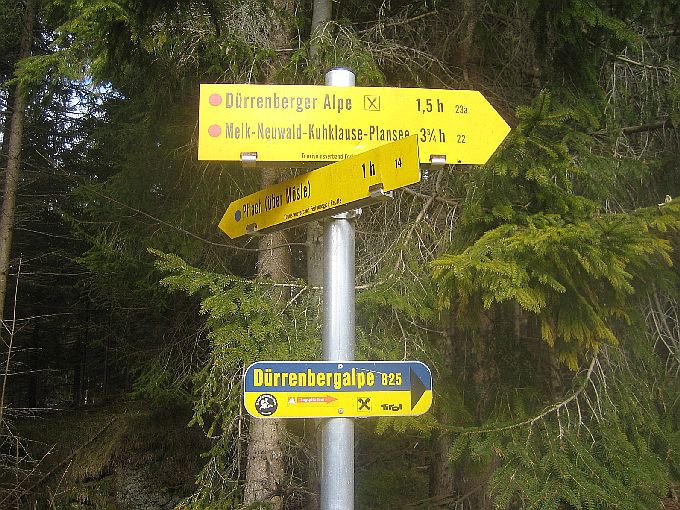 Dürrenberger Alpe 1,5 h 23a
Melk-Neuwald-Kuhklause-Plansee 3¾ h 22
Pflach (über Mösle) 1 h 14
Dürrenbergalpe 825
Tirol